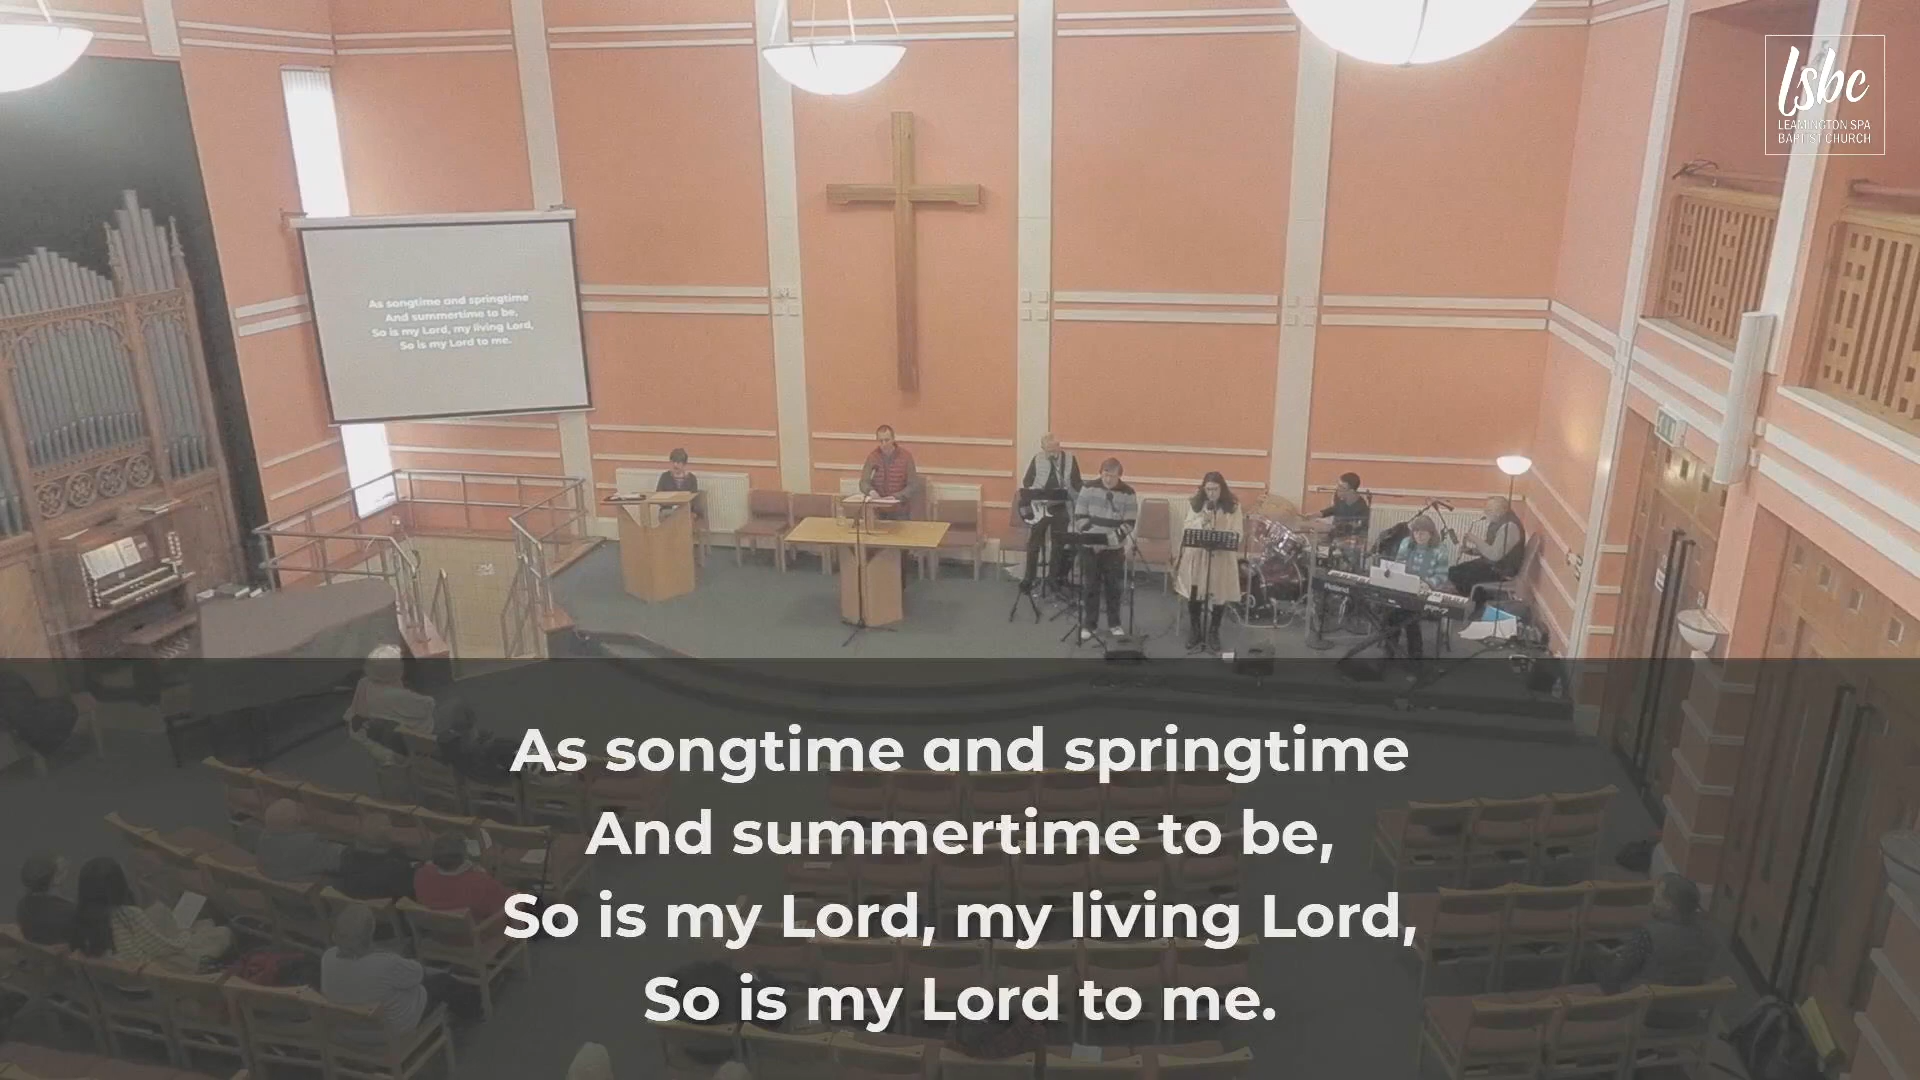 lsbc
LEAMINGTON SPA
BAPTIST CHURCH
As songtime and springtime
And summertime to be,
So is my Lord, my living Lord,
So is my Lord to me.
Roland
As songtime and springtime
And summertime to be,
So is my Lord, my living Lord,
So is my Lord to me.